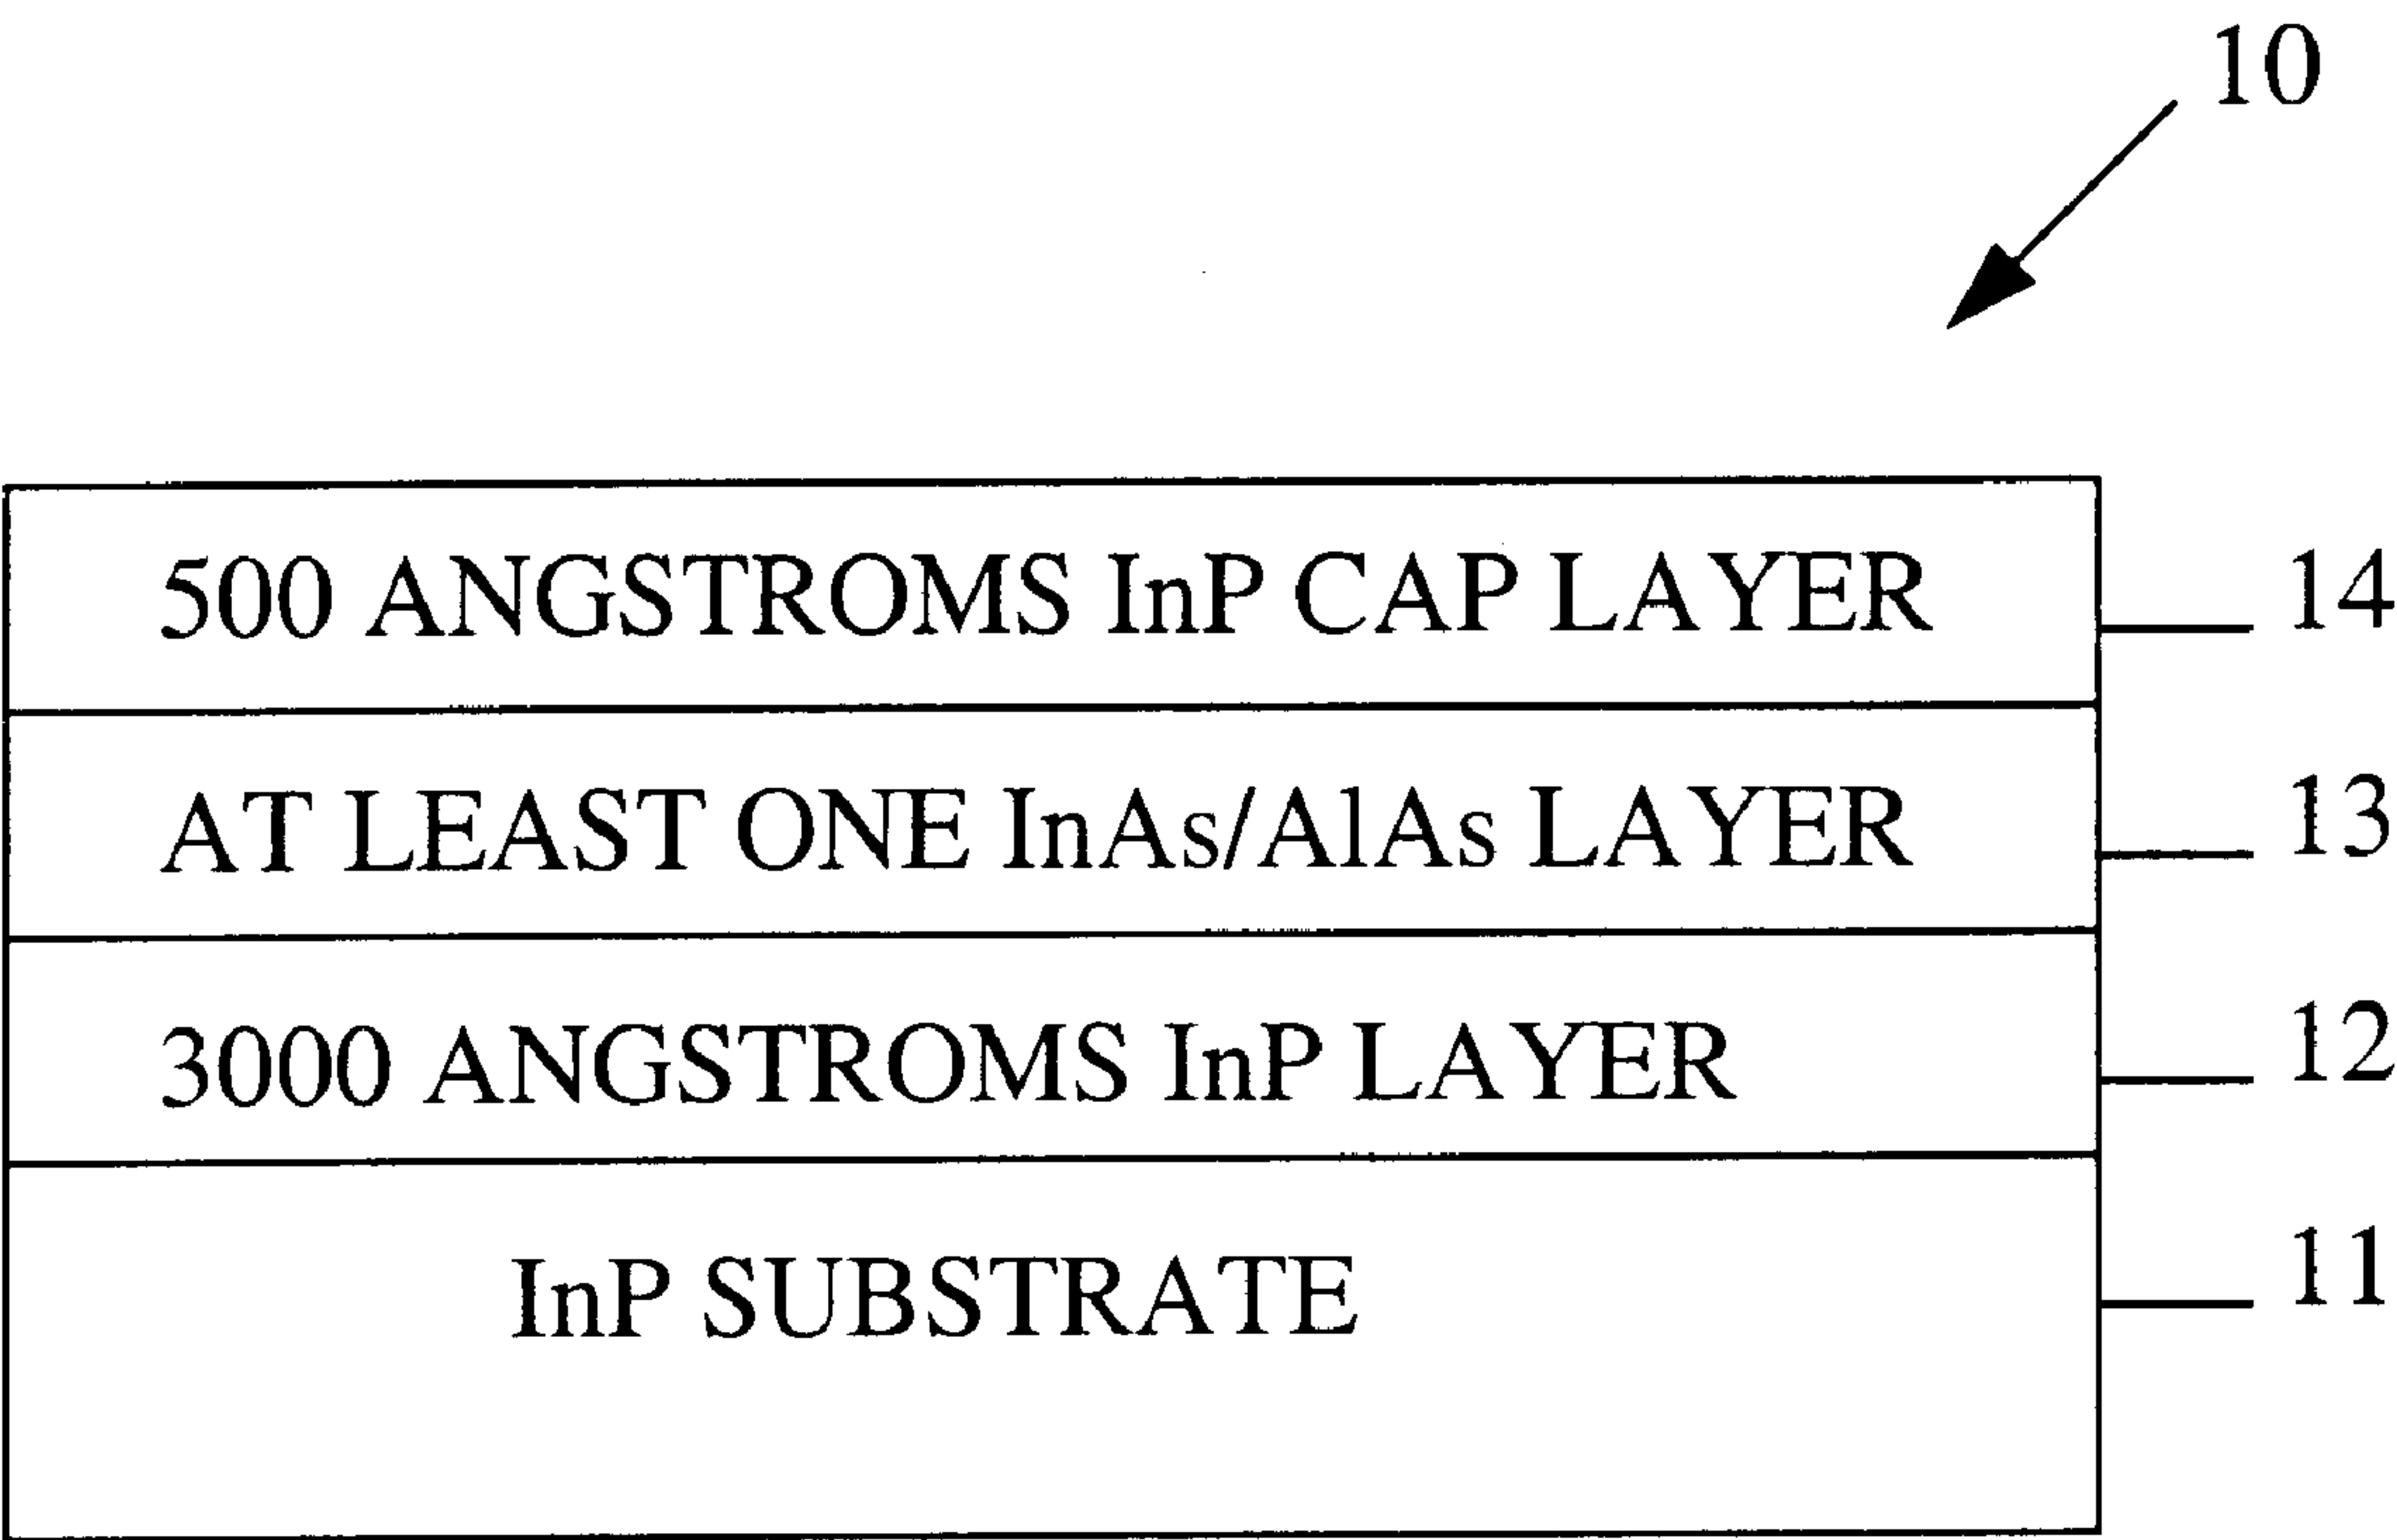 10
500 ANGSTROMS InP CAP LAYER 14
AT LEAST ONE InAs/AlAs LAYER 13
3000 ANGSTROMS InP LAYER 12
InP SUBSTRATE 11